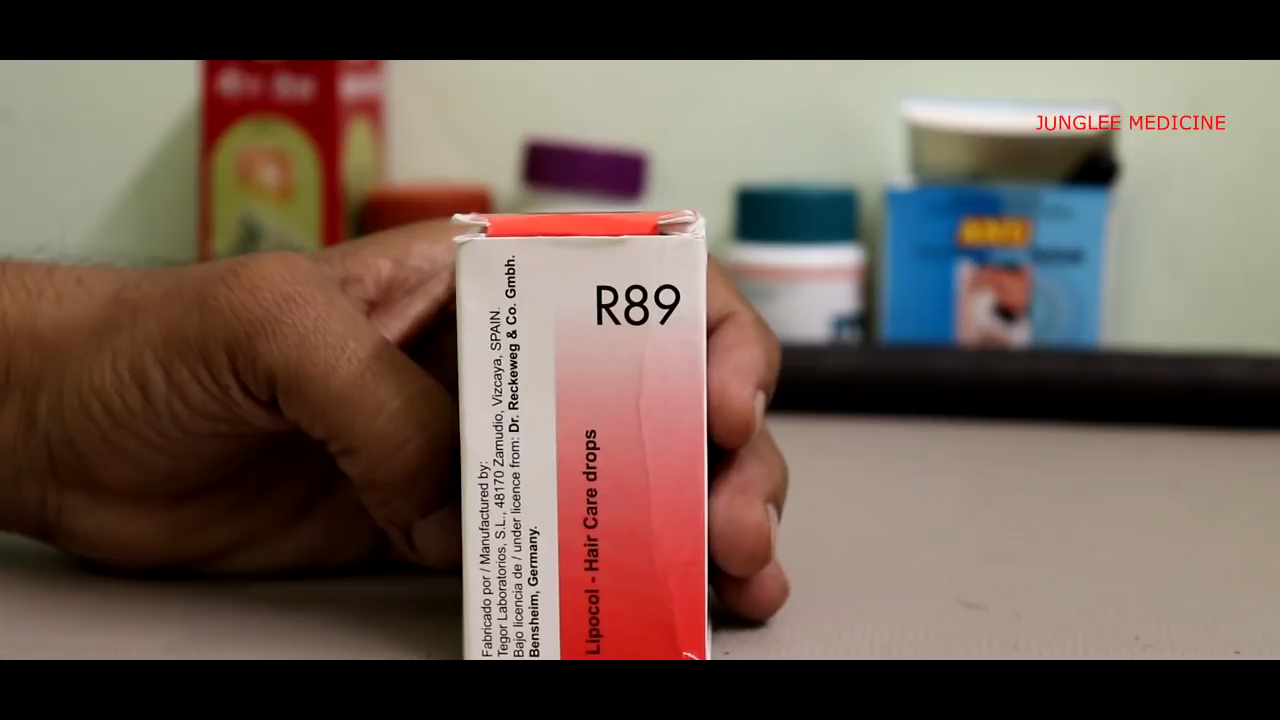 JUNGLEE MEDICINE
R89
Fabricado por / Manufactured by:
Tegor Laboratorios, S.L., 48170 Zamudio, Vizcaya, SPAIN.
Bajo licencia de / under licence from: Dr. Reckeweg & Co. Gmbh.
Bensheim, Germany.
Lipocol - Hair Care drops